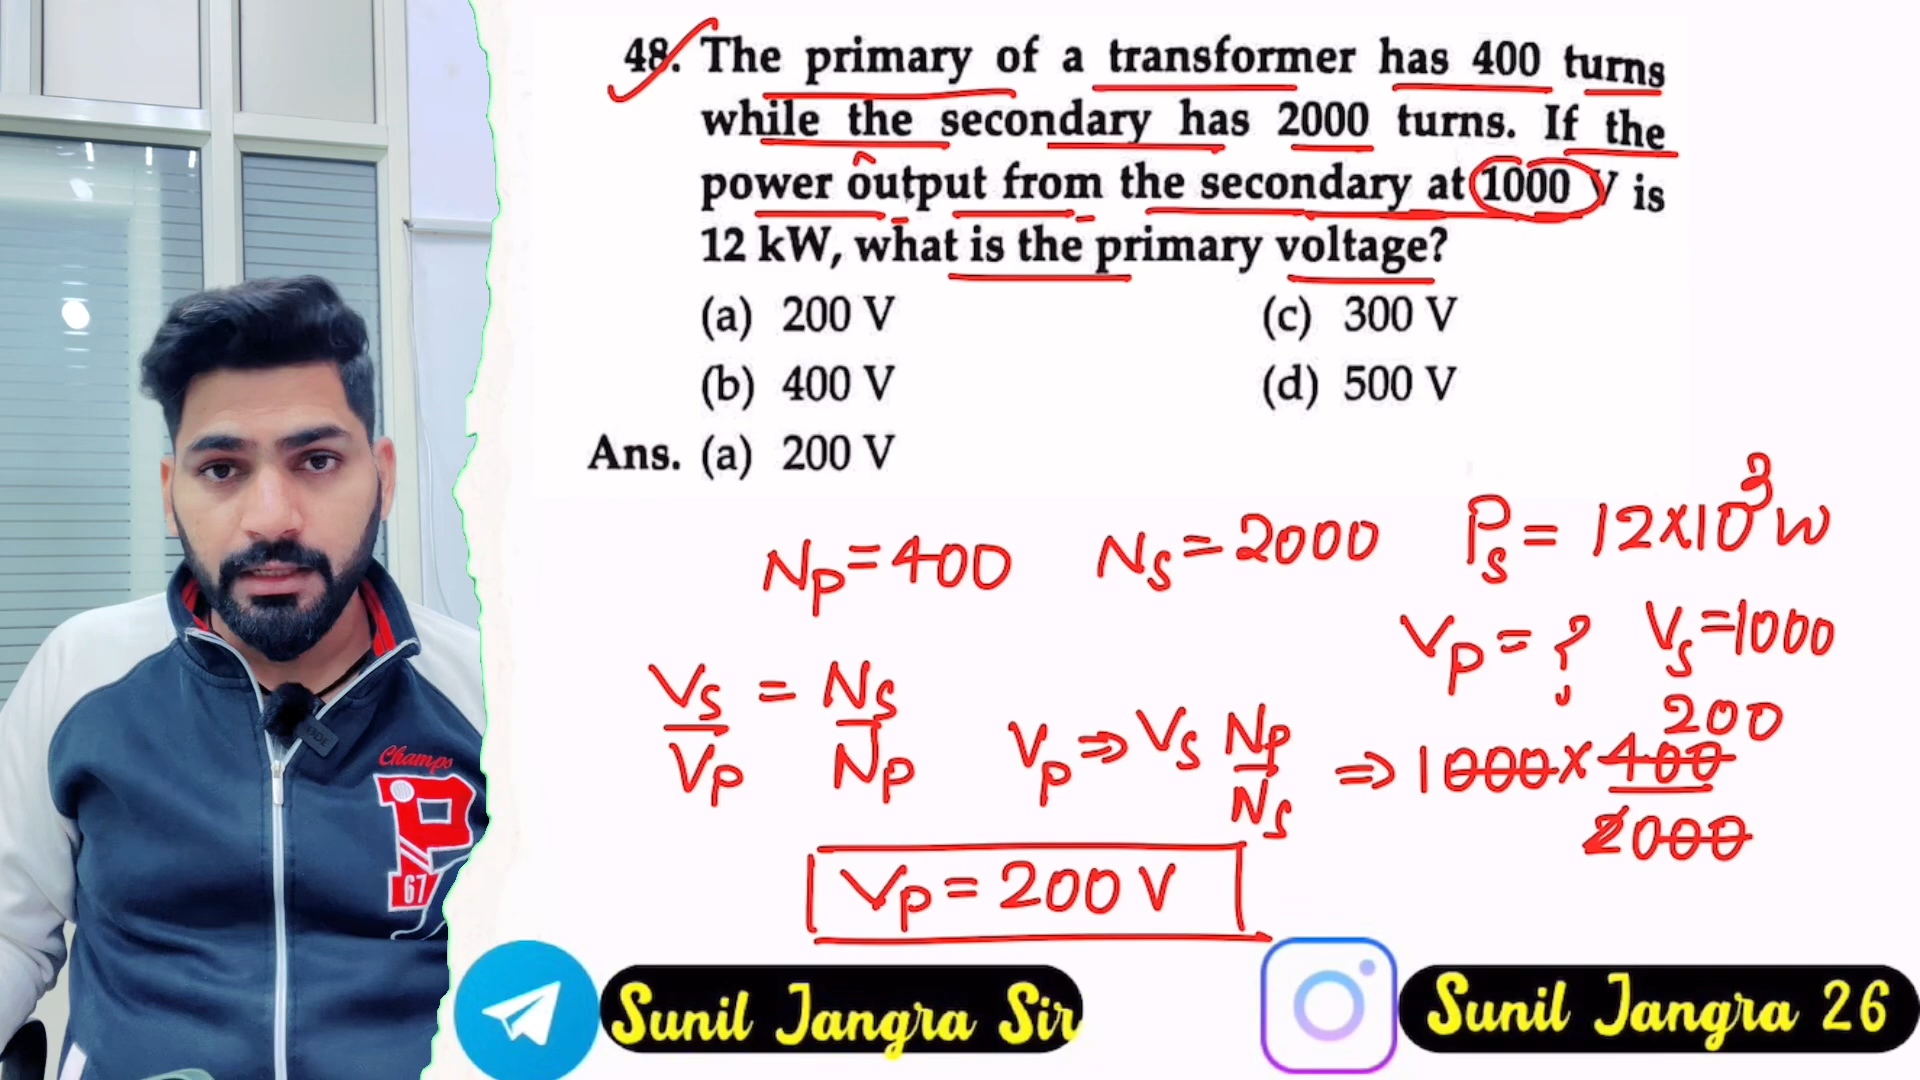 48. The primary of a transformer has 400 turns
while the secondary has 2000 turns. If the
power output from the secondary at 1000 V is
12 kW, what is the primary voltage?
(a) 200 V (c) 300 V
(b) 400 V (d) 500 V
Ans. (a) 200 V
Np = 400 Ns = 2000 Ps = 12×10³ W
Vp = ? Vs = 1000
Vs/Vp = Ns/Np Vp ⇒ Vs Np/Ns ⇒ 1000 × 400/2000 200
Vp = 200 V
Champs
P
67
Sunil Jangra Sir
Sunil Jangra 26